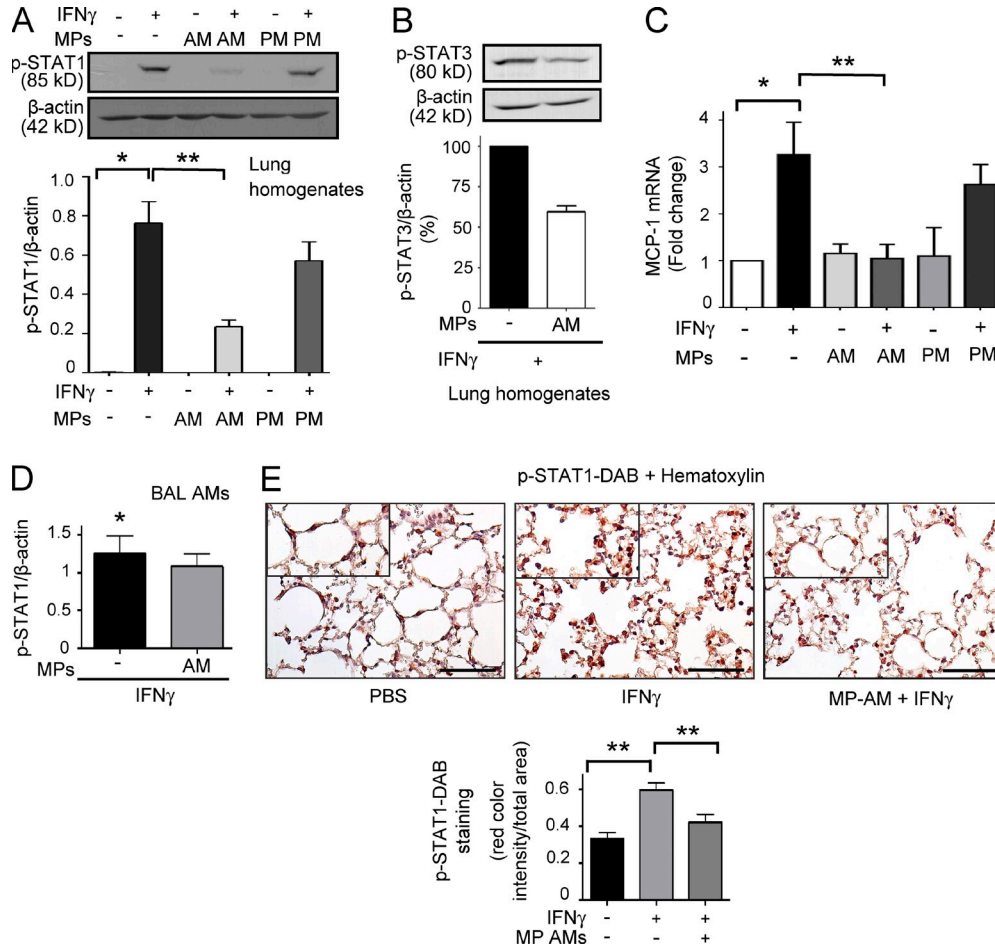 A
IFNγ - + - + - +
MPs - - AM AM PM PM
p-STAT1
(85 kD)
β-actin
(42 kD)
* **
Lung
homogenates
p-STAT1/β-actin
1.0
0.8
0.6
0.4
0.2
0
IFNγ - + - + - +
MPs - - AM AM PM PM
B
p-STAT3
(80 kD)
β-actin
(42 kD)
p-STAT3/β-actin
(%)
100
75
50
25
0
MPs - AM
IFNγ +
Lung homogenates
C
* **
MCP-1 mRNA
(Fold change)
4
3
2
1
0
IFNγ - + - + - +
MPs - - AM AM PM PM
D
BAL AMs
*
p-STAT1/β-actin
1.5
1
0.5
0
MPs - AM
IFNγ
E
p-STAT1-DAB + Hematoxylin
PBS IFNγ MP-AM + IFNγ
** **
p-STAT1-DAB
staining
(red color
intensity/total area)
0.6
0.4
0.2
0
IFNγ - + +
MP AMs - - +